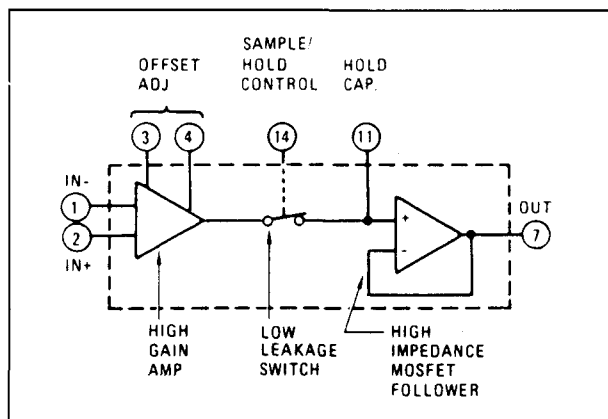 OFFSET
ADJ
SAMPLE/
HOLD
CONTROL
HOLD
CAP.
3
4
14
11
IN-
1
2
IN+
+
-
OUT
7
HIGH
GAIN
AMP
LOW
LEAKAGE
SWITCH
HIGH
IMPEDANCE
MOSFET
FOLLOWER